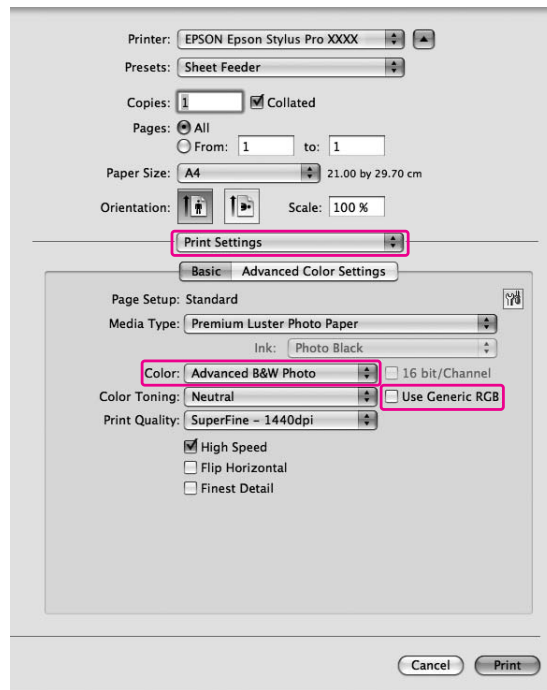 Printer: EPSON Epson Stylus Pro XXXX
Presets: Sheet Feeder
Copies: 1 Collated
Pages: All
From: 1 to: 1
Paper Size: A4 21.00 by 29.70 cm
Orientation: Scale: 100 %
Print Settings
Basic Advanced Color Settings
Page Setup: Standard
Media Type: Premium Luster Photo Paper
Ink: Photo Black
Color: Advanced B&W Photo 16 bit/Channel
Color Toning: Neutral Use Generic RGB
Print Quality: SuperFine – 1440dpi
High Speed
Flip Horizontal
Finest Detail
Cancel Print